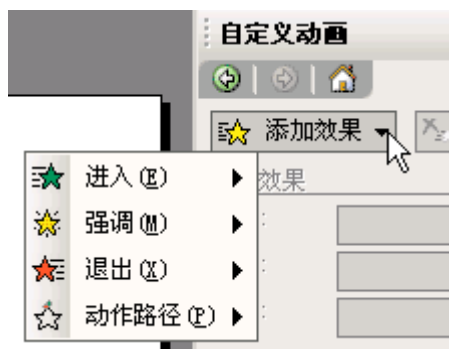 自定义动画
添加效果
效果
进入(E)
强调(M)
退出(X)
动作路径(P)